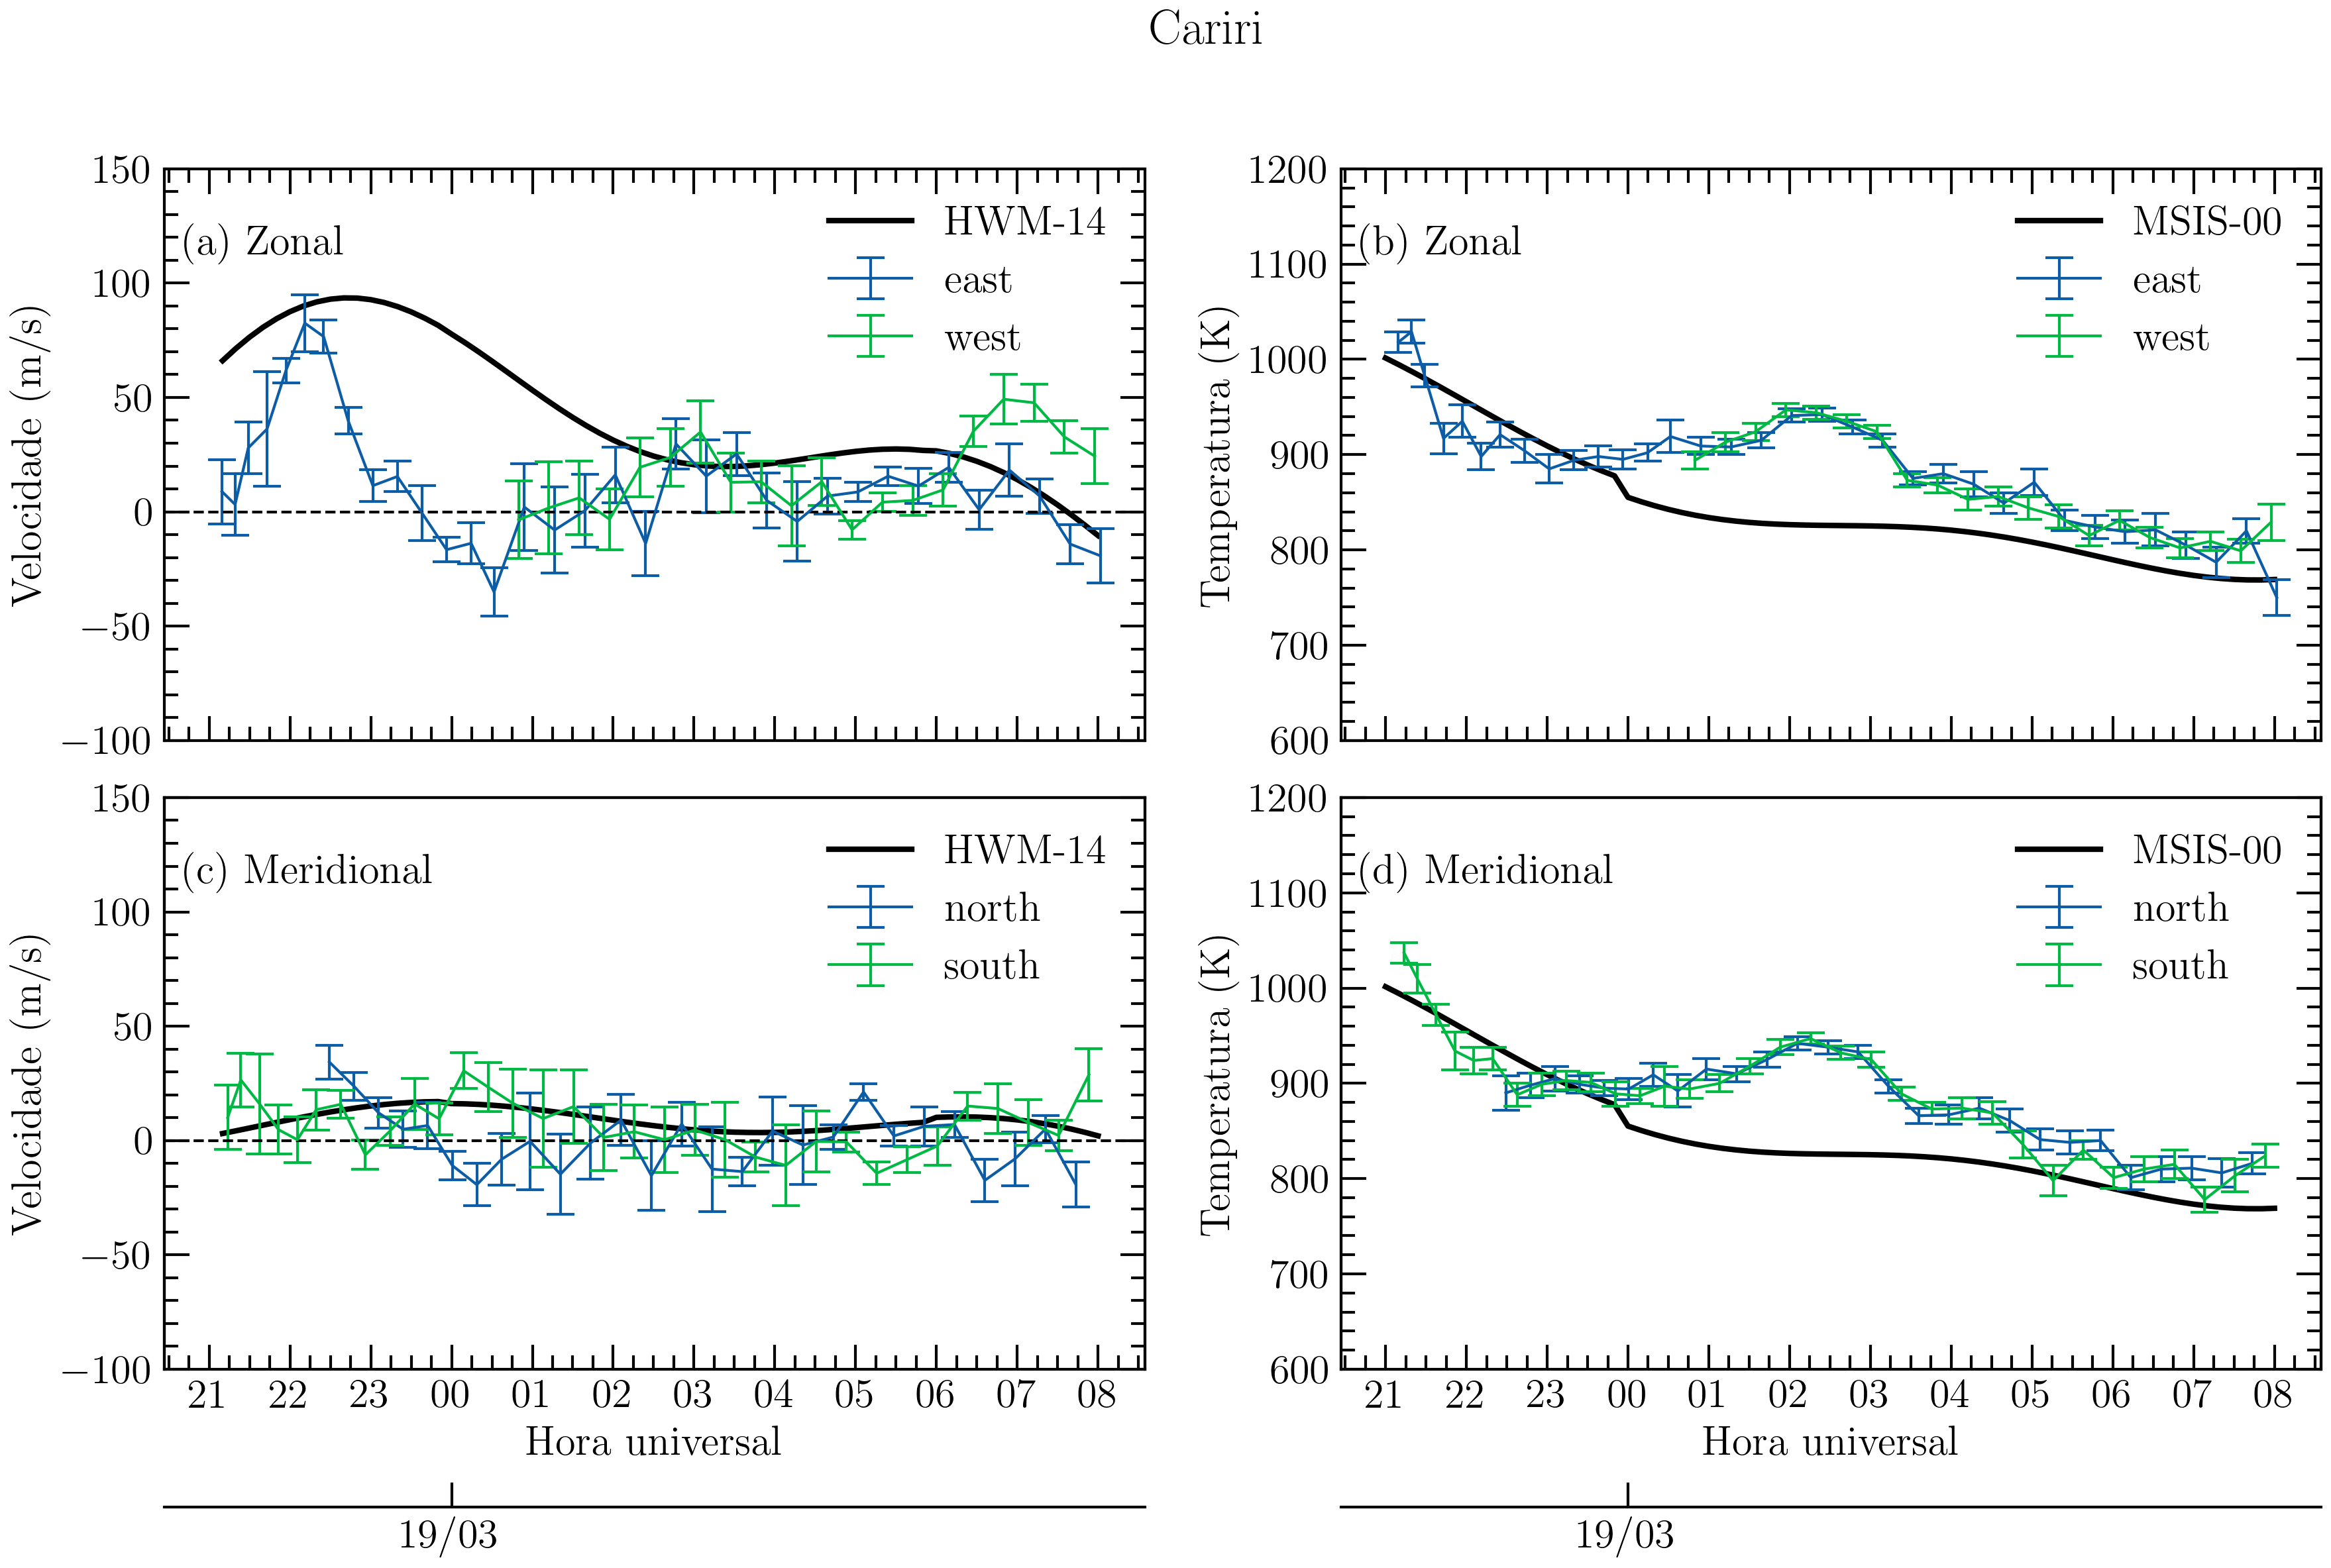 Cariri
150
100
50
0
−50
−100
Velocidade (m/s)
(a) Zonal
HWM-14
east
west
1200
1100
1000
900
800
700
600
Temperatura (K)
(b) Zonal
MSIS-00
east
west
150
100
50
0
−50
−100
Velocidade (m/s)
(c) Meridional
HWM-14
north
south
21 22 23 00 01 02 03 04 05 06 07 08
Hora universal
19/03
1200
1100
1000
900
800
700
600
Temperatura (K)
(d) Meridional
MSIS-00
north
south
21 22 23 00 01 02 03 04 05 06 07 08
Hora universal
19/03